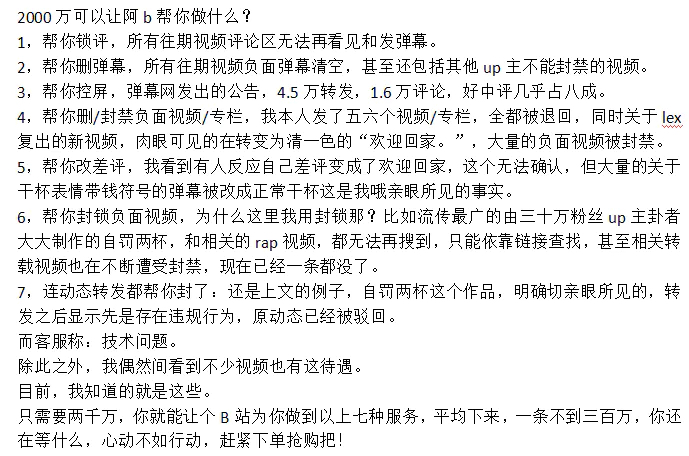 2000 万可以让阿 b 帮你做什么？
1，帮你锁评，所有往期视频评论区无法再看见和发弹幕。
2，帮你删弹幕，所有往期视频负面弹幕清空，甚至还包括其他 up 主不能封禁的视频。
3，帮你控屏，弹幕网发出的公告，4.5 万转发，1.6 万评论，好中评几乎占八成。
4，帮你删/封禁负面视频/专栏，我本人发了五六个视频/专栏，全都被退回，同时关于 lex
复出的新视频，肉眼可见的在转变为清一色的“欢迎回家。”，大量的负面视频被封禁。
5，帮你改差评，我看到有人反应自己差评变成了欢迎回家，这个无法确认，但大量的关于
干杯表情带钱符号的弹幕被改成正常干杯这是我哦亲眼所见的事实。
6，帮你封锁负面视频，为什么这里我用封锁那？比如流传最广的由三十万粉丝 up 主卦者
大大制作的自罚两杯，和相关的 rap 视频，都无法再搜到，只能依靠链接查找，甚至相关转
载视频也在不断遭受封禁，现在已经一条都没了。
7，连动态转发都帮你封了：还是上文的例子，自罚两杯这个作品，明确切亲眼所见的，转
发之后显示先是存在违规行为，原动态已经被驳回。
而客服称：技术问题。
除此之外，我偶然间看到不少视频也有这待遇。
目前，我知道的就是这些。
只需要两千万，你就能让个 B 站为你做到以上七种服务，平均下来，一条不到三百万，你还
在等什么，心动不如行动，赶紧下单抢购把！